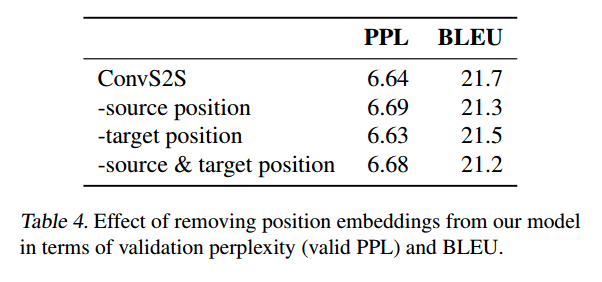 PPL BLEU
ConvS2S 6.64 21.7
-source position 6.69 21.3
-target position 6.63 21.5
-source & target position 6.68 21.2
Table 4. Effect of removing position embeddings from our model
in terms of validation perplexity (valid PPL) and BLEU.